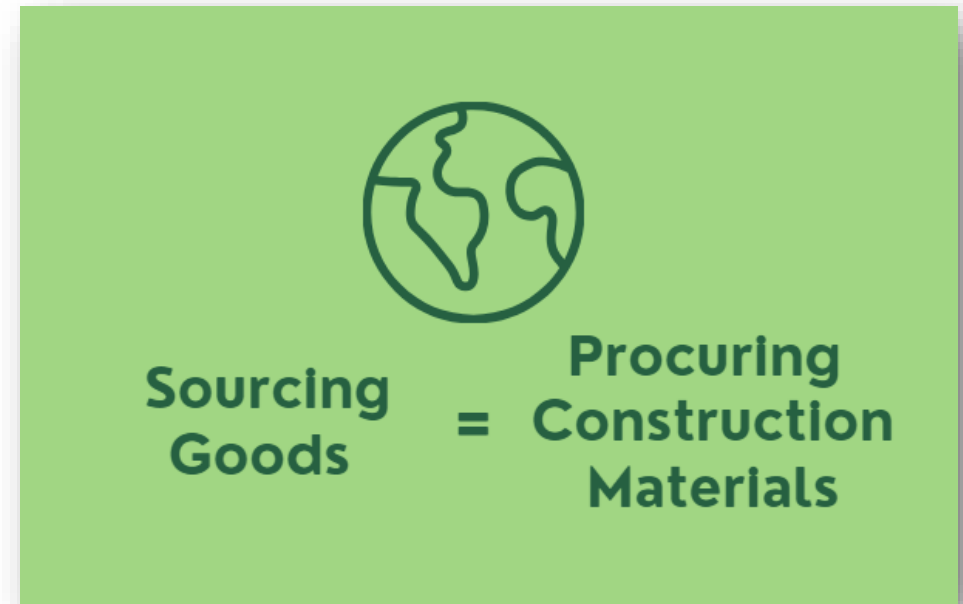 Sourcing
Goods
=
Procuring
Construction
Materials